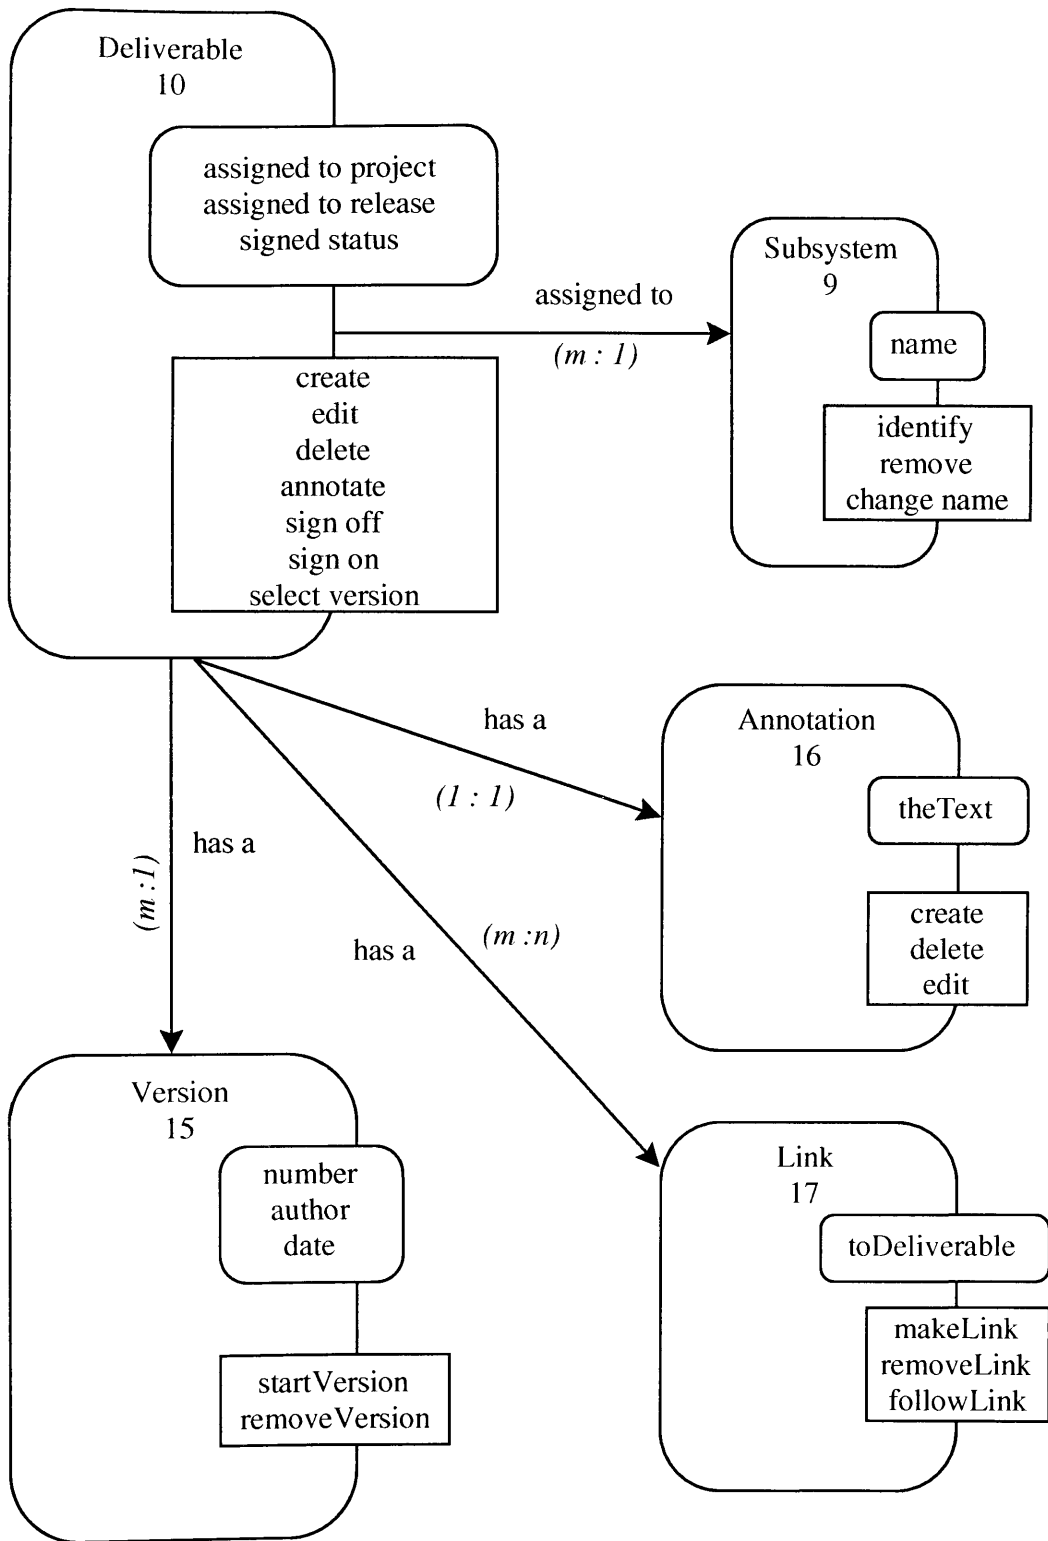 Deliverable
10
assigned to project
assigned to release
signed status
assigned to
(m : 1)
Subsystem
9
name
identify
remove
change name
create
edit
delete
annotate
sign off
sign on
select version
has a
(1 : 1)
Annotation
16
theText
create
delete
edit
has a
(m :1)
has a
(m :n)
Version
15
number
author
date
startVersion
removeVersion
Link
17
toDeliverable
makeLink
removeLink
followLink